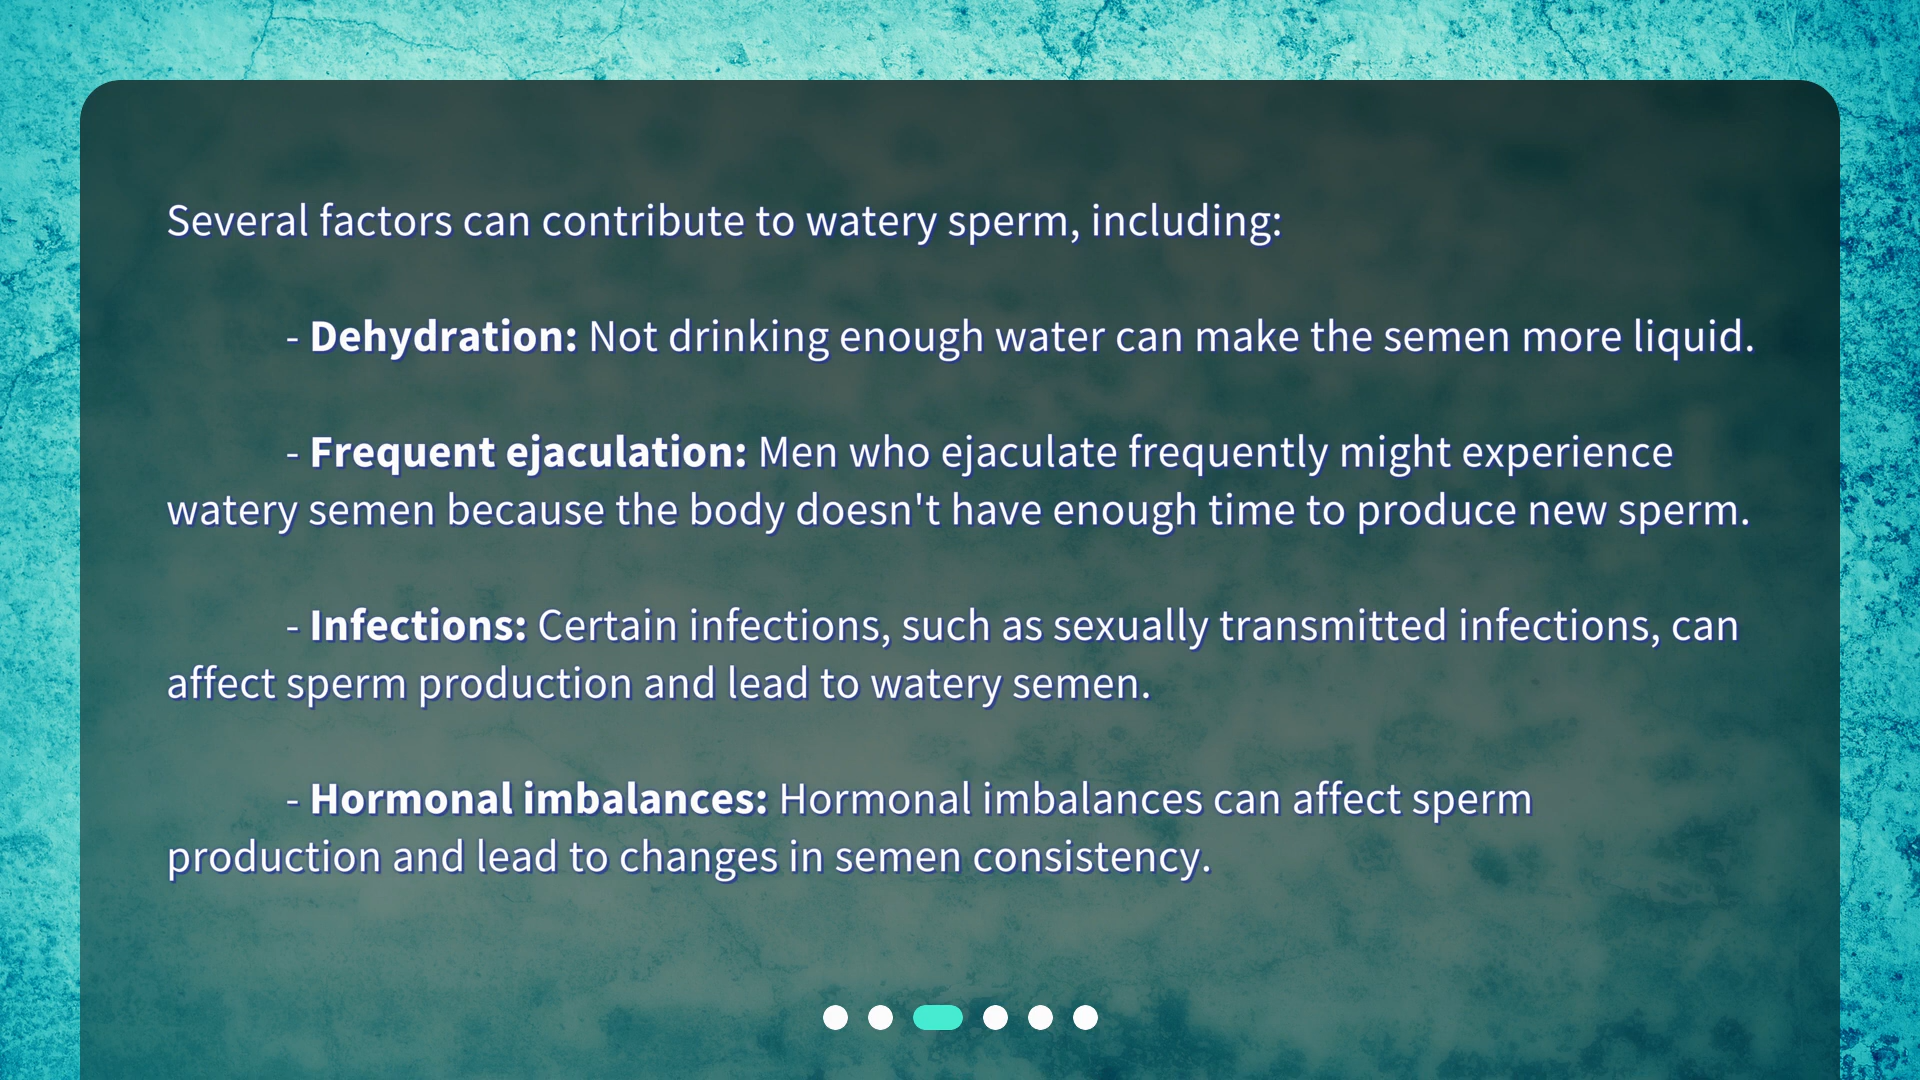 Several factors can contribute to watery sperm, including:
- Dehydration: Not drinking enough water can make the semen more liquid.
- Frequent ejaculation: Men who ejaculate frequently might experience
watery semen because the body doesn't have enough time to produce new sperm.
- Infections: Certain infections, such as sexually transmitted infections, can
affect sperm production and lead to watery semen.
- Hormonal imbalances: Hormonal imbalances can affect sperm
production and lead to changes in semen consistency.